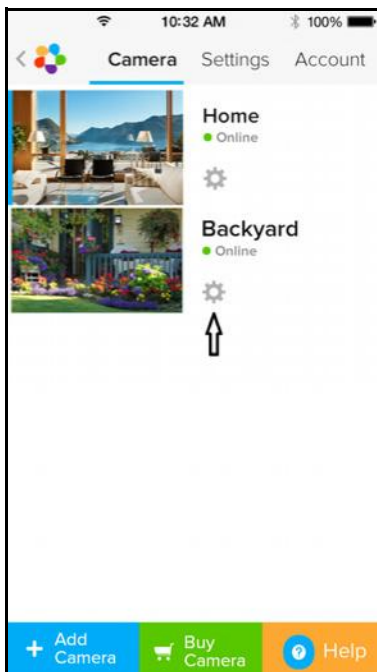 10:32 AM 100%
Camera Settings Account
Home
Online
Backyard
Online
+ Add
Camera
Buy
Camera
? Help